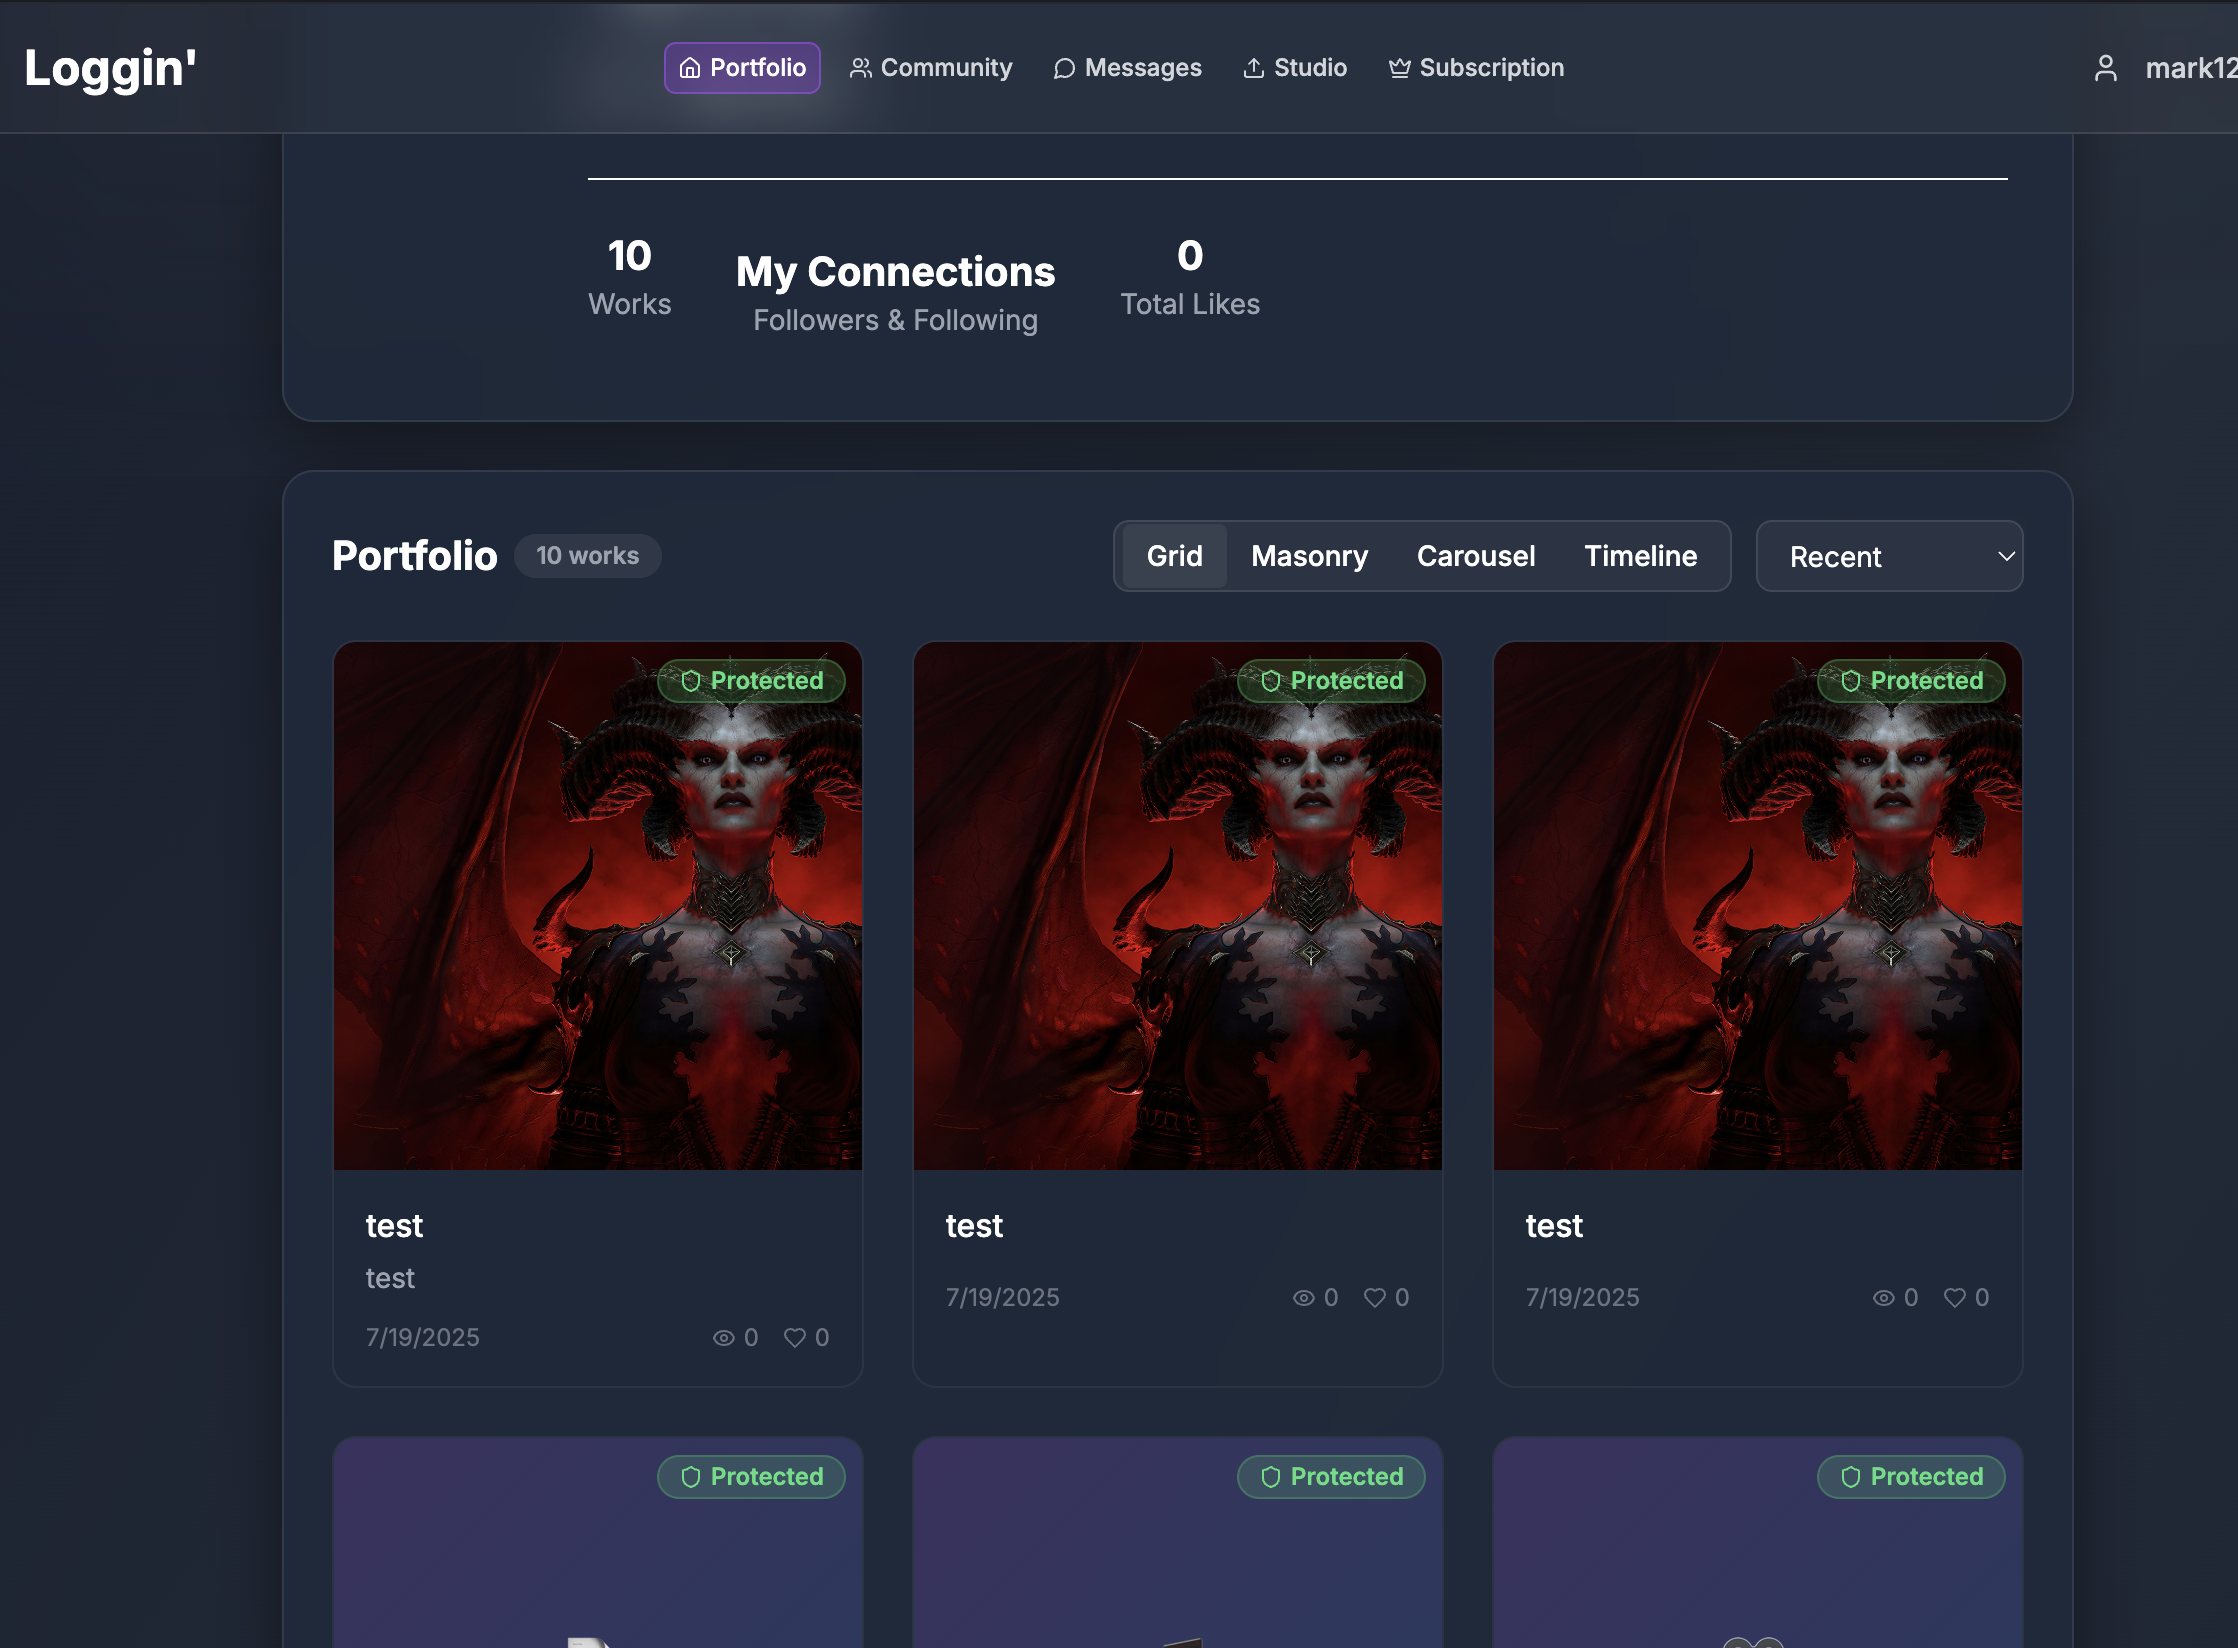 Loggin'
Portfolio
Community
Messages
Studio
Subscription
mark12
10
Works
My Connections
Followers & Following
0
Total Likes
Portfolio
10 works
Grid
Masonry
Carousel
Timeline
Recent
Protected
Protected
Protected
test
test
7/19/2025
0
0
test
7/19/2025
0
0
test
7/19/2025
0
0
Protected
Protected
Protected